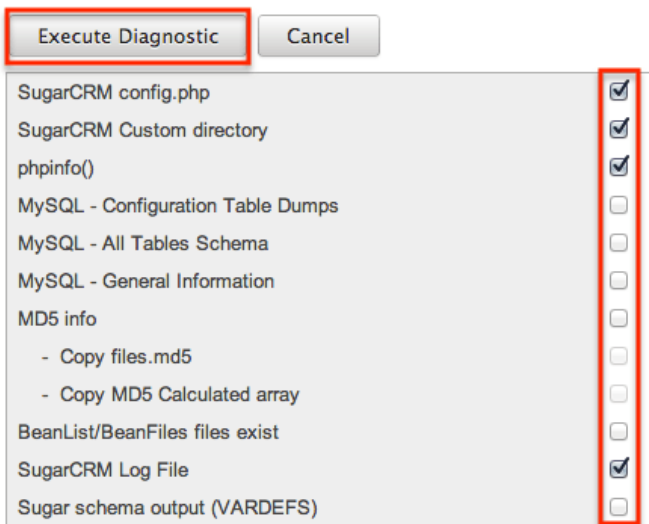 Execute Diagnostic Cancel
SugarCRM config.php
SugarCRM Custom directory
phpinfo()
MySQL - Configuration Table Dumps
MySQL - All Tables Schema
MySQL - General Information
MD5 info
- Copy files.md5
- Copy MD5 Calculated array
BeanList/BeanFiles files exist
SugarCRM Log File
Sugar schema output (VARDEFS)